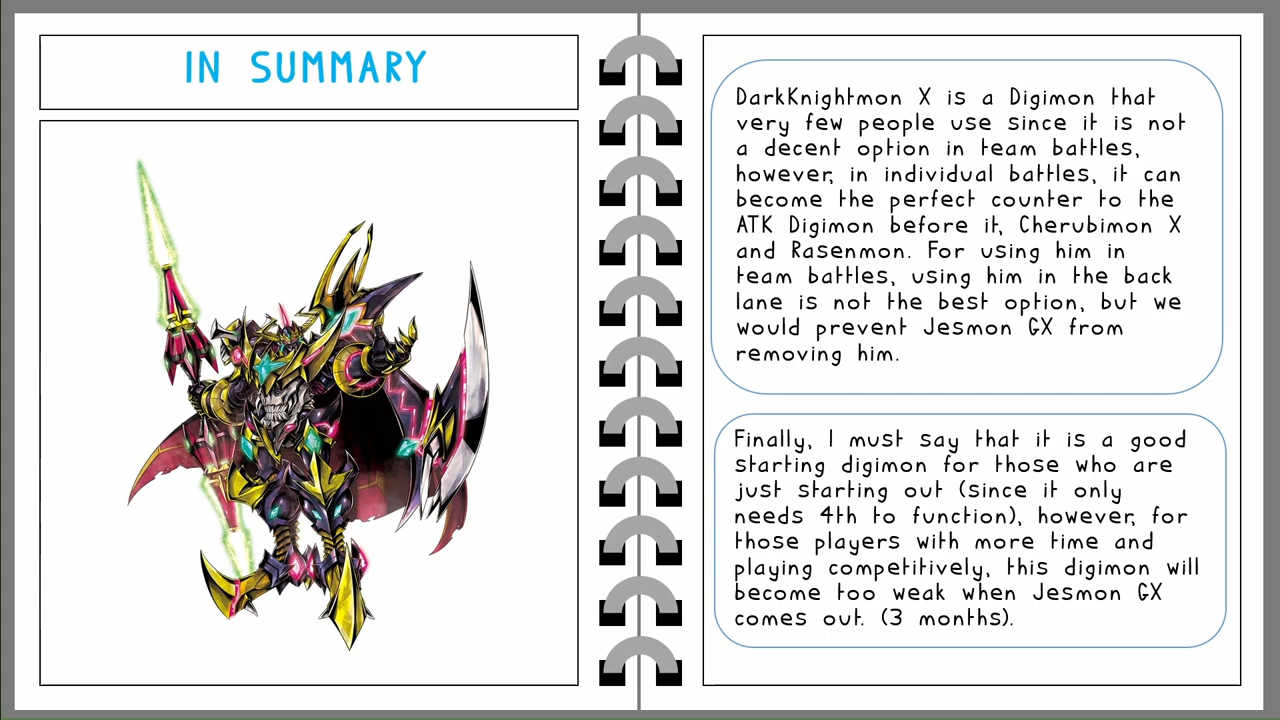 IN SUMMARY
DarkKnightmon X is a Digimon that
very few people use since it is not
a decent option in team battles,
however, in individual battles, it can
become the perfect counter to the
ATK Digimon before it, Cherubimon X
and Rasenmon. For using him in
team battles, using him in the back
lane is not the best option, but we
would prevent Jesmon GX from
removing him.
Finally, I must say that it is a good
starting digimon for those who are
just starting out (since it only
needs 4th to function), however, for
those players with more time and
playing competitively, this digimon will
become too weak when Jesmon GX
comes out. (3 months).